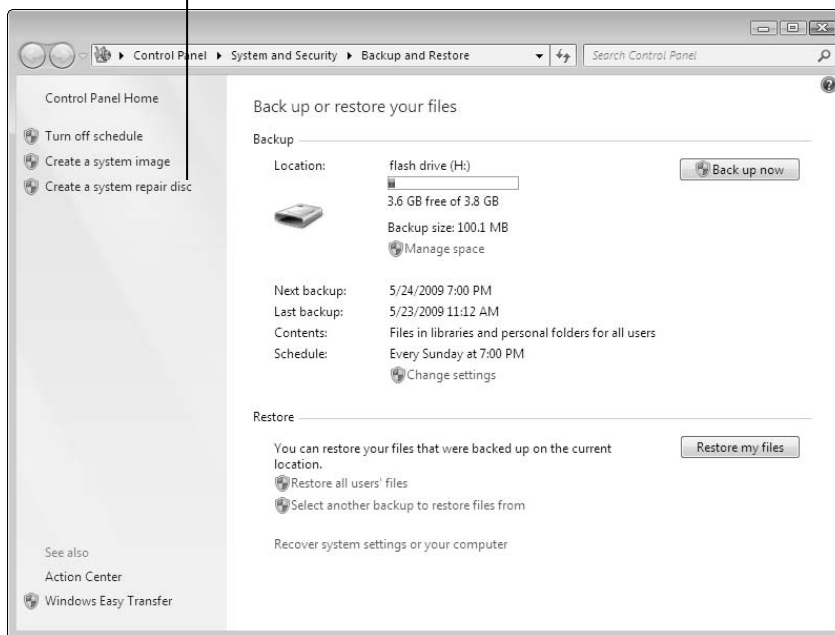 Control Panel ▸ System and Security ▸ Backup and Restore
Search Control Panel
Control Panel Home
Turn off schedule
Create a system image
Create a system repair disc
See also
Action Center
Windows Easy Transfer
Back up or restore your files
Backup
Location: flash drive (H:)
Back up now
3.6 GB free of 3.8 GB
Backup size: 100.1 MB
Manage space
Next backup: 5/24/2009 7:00 PM
Last backup: 5/23/2009 11:12 AM
Contents: Files in libraries and personal folders for all users
Schedule: Every Sunday at 7:00 PM
Change settings
Restore
You can restore your files that were backed up on the current
location.
Restore my files
Restore all users' files
Select another backup to restore files from
Recover system settings or your computer